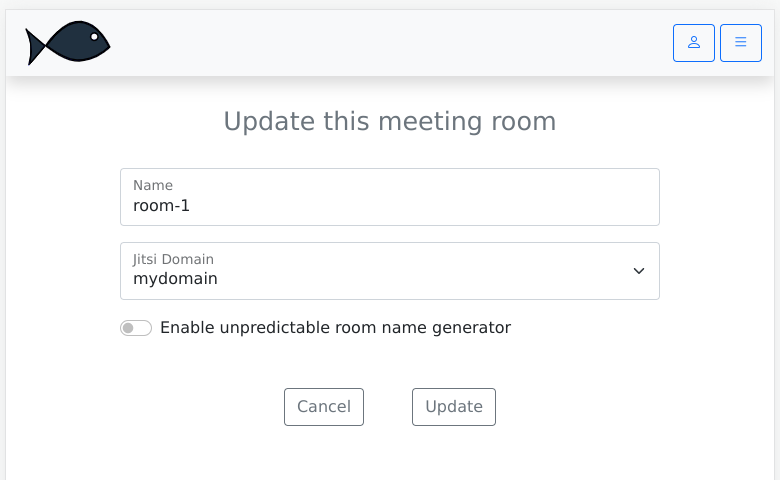 Update this meeting room
Name
room-1
Jitsi Domain
mydomain
Enable unpredictable room name generator
Cancel
Update